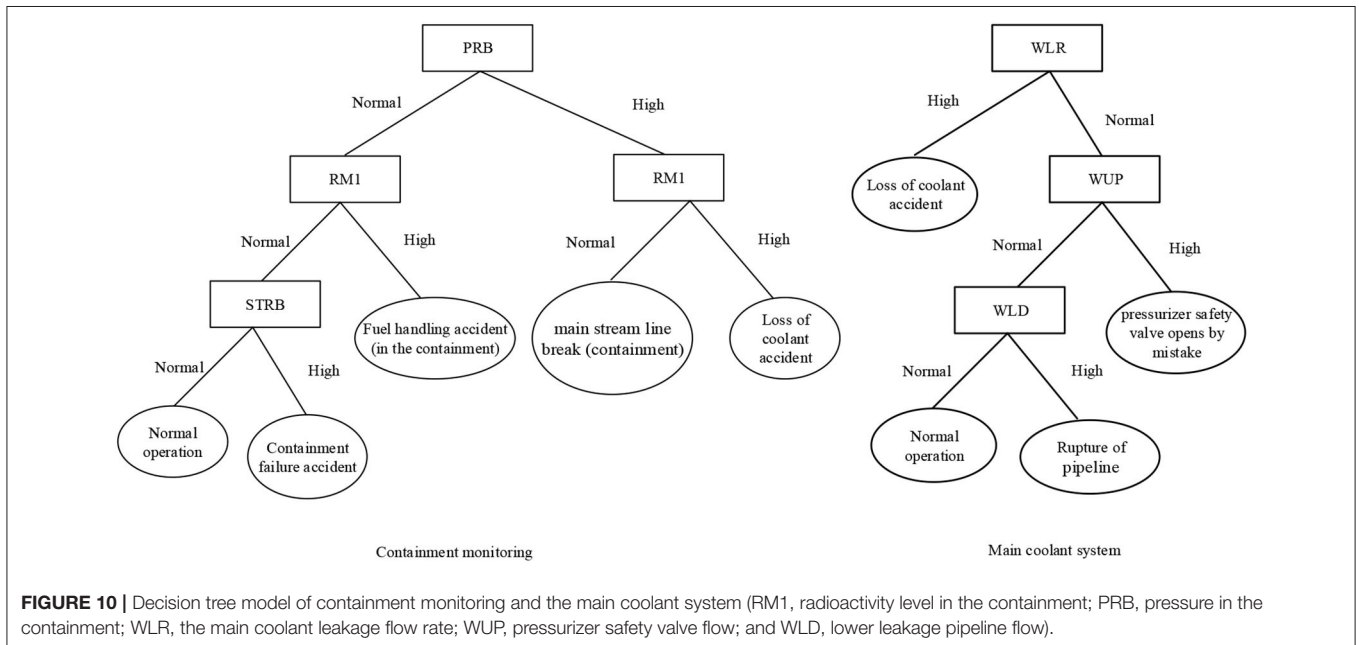 PRB
Normal
High
RM1
RM1
Normal
High
Normal
High
STRB
Fuel handling accident
(in the containment)
main stream line
break (containment)
Loss of
coolant
accident
Normal
High
Normal
operation
Containment
failure accident
Containment monitoring
WLR
High
Normal
Loss of coolant
accident
WUP
Normal
High
WLD
pressurizer safety
valve opens by
mistake
Normal
High
Normal
operation
Rupture of
pipeline
Main coolant system
FIGURE 10 | Decision tree model of containment monitoring and the main coolant system (RM1, radioactivity level in the containment; PRB, pressure in the
containment; WLR, the main coolant leakage flow rate; WUP, pressurizer safety valve flow; and WLD, lower leakage pipeline flow).